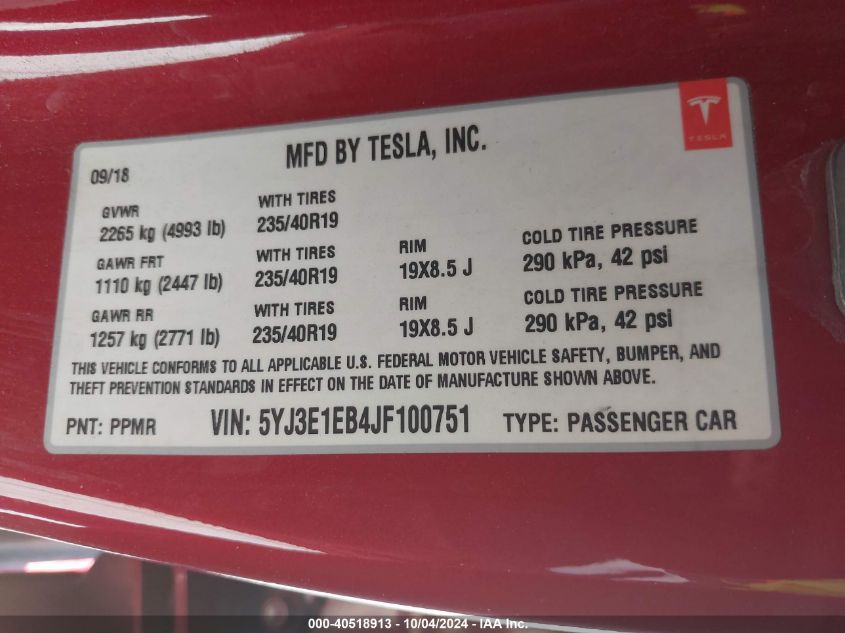 MFD BY TESLA, INC.
TESLA
09/18
GVWR
2265 kg (4993 lb)
WITH TIRES
235/40R19
GAWR FRT
1110 kg (2447 lb)
WITH TIRES
235/40R19
RIM
19X8.5 J
COLD TIRE PRESSURE
290 kPa, 42 psi
GAWR RR
1257 kg (2771 lb)
WITH TIRES
235/40R19
RIM
19X8.5 J
COLD TIRE PRESSURE
290 kPa, 42 psi
THIS VEHICLE CONFORMS TO ALL APPLICABLE U.S. FEDERAL MOTOR VEHICLE SAFETY, BUMPER, AND
THEFT PREVENTION STANDARDS IN EFFECT ON THE DATE OF MANUFACTURE SHOWN ABOVE.
PNT: PPMR VIN: 5YJ3E1EB4JF100751 TYPE: PASSENGER CAR
000-40518913 - 10/04/2024 - IAA Inc.